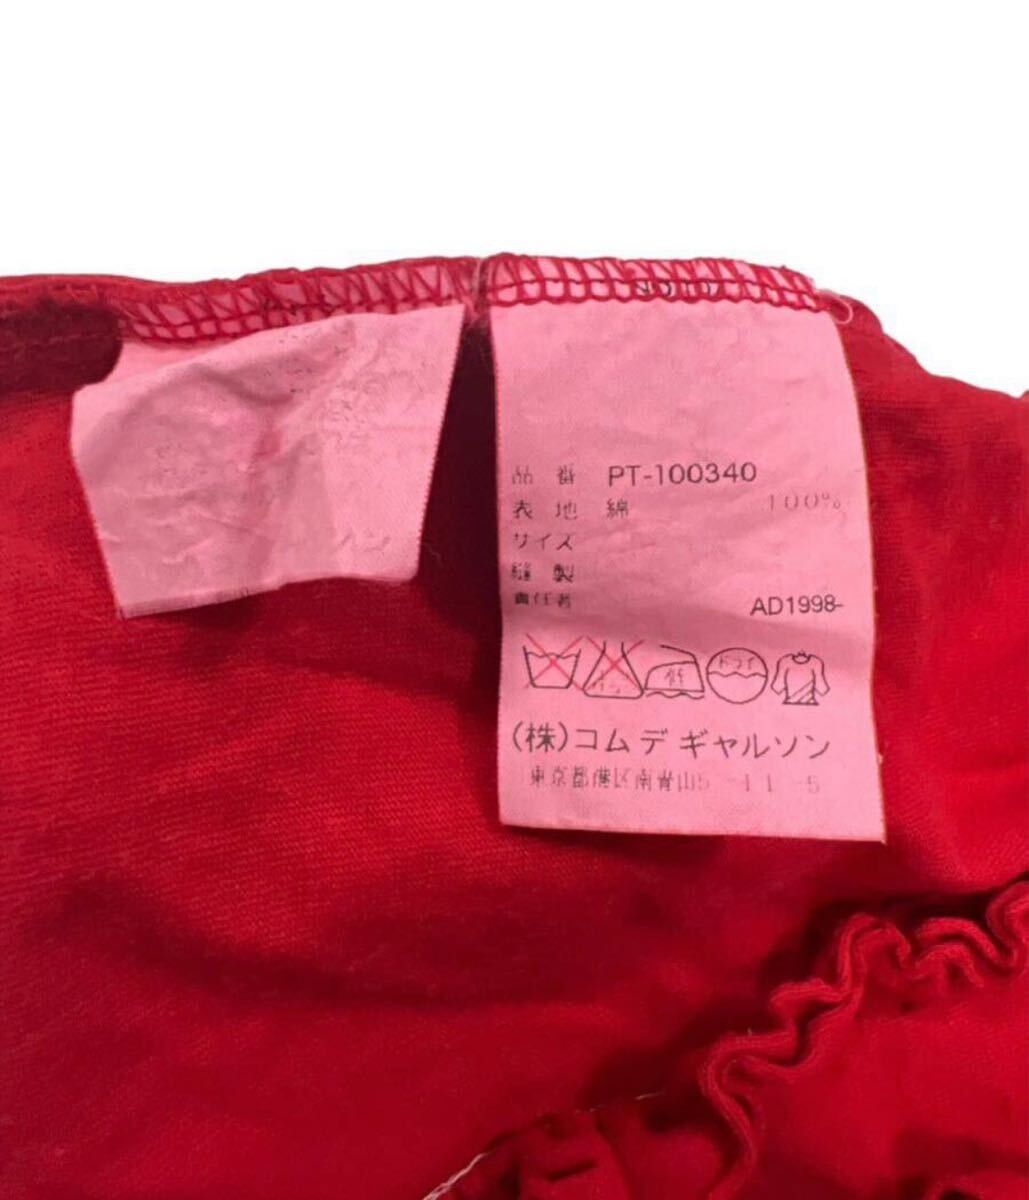 品番 PT-100340
表地 綿 100%
サイズ
縫製
責任者 AD1998-
ドライ
(株)コム デ ギャルソン
東京都港区南青山5-11-5